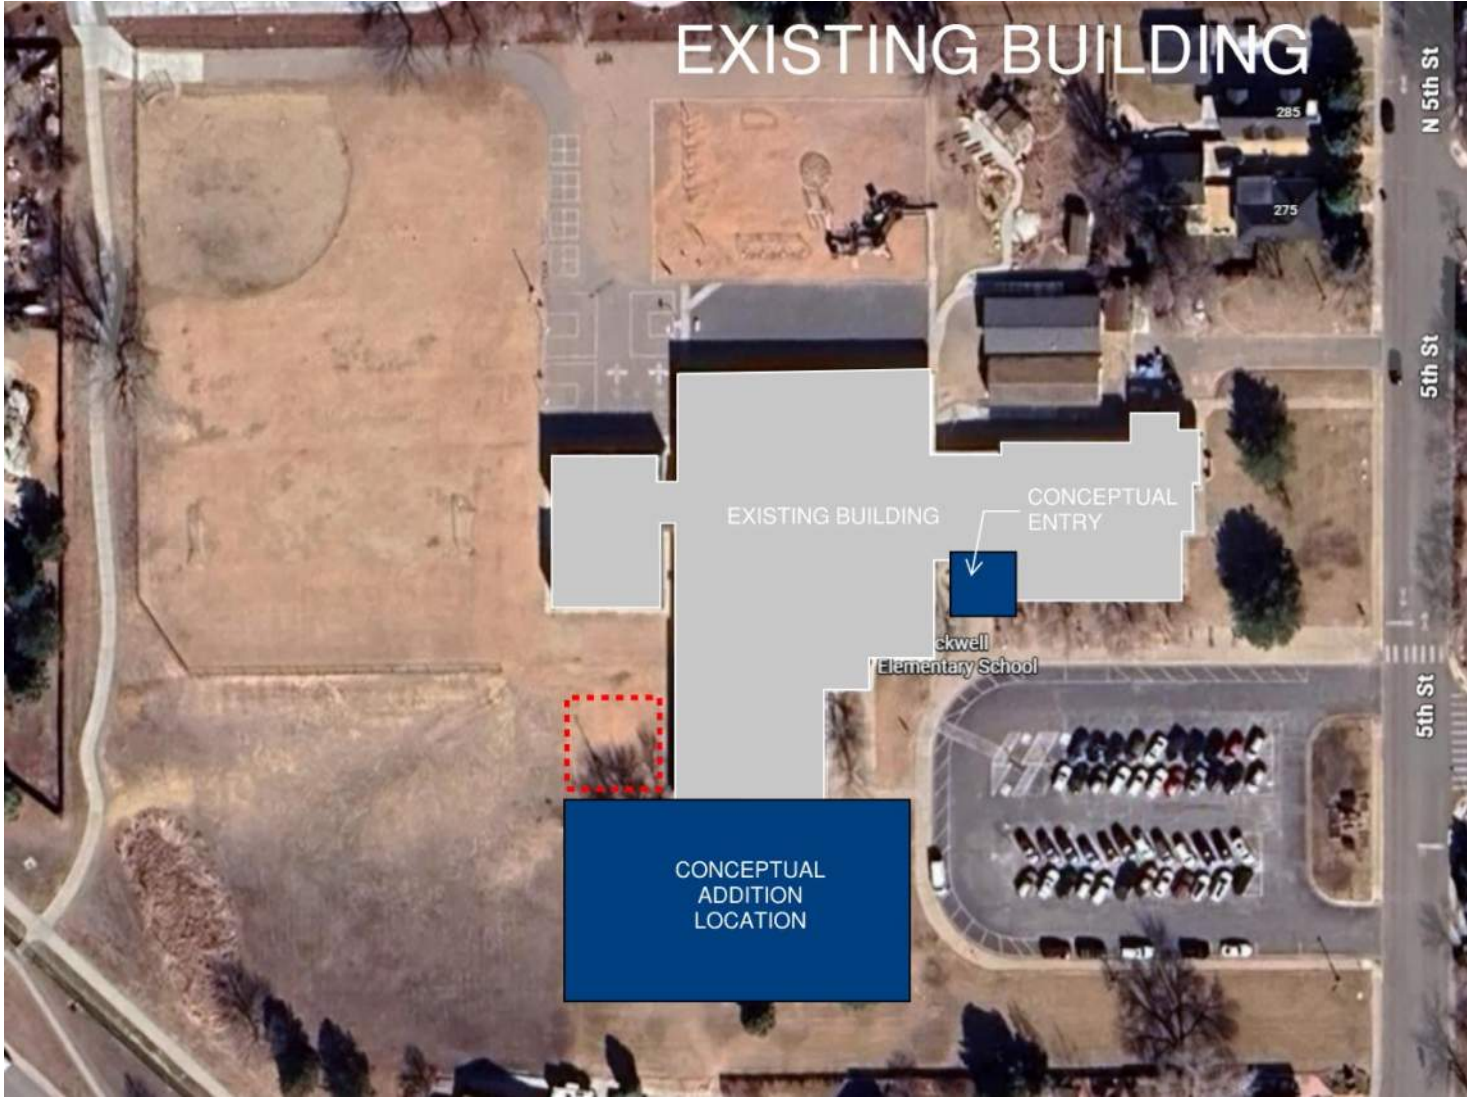 EXISTING BUILDING
N 5th St
285
275
5th St
CONCEPTUAL
ENTRY
EXISTING BUILDING
ckwell
Elementary School
5th St
CONCEPTUAL
ADDITION
LOCATION